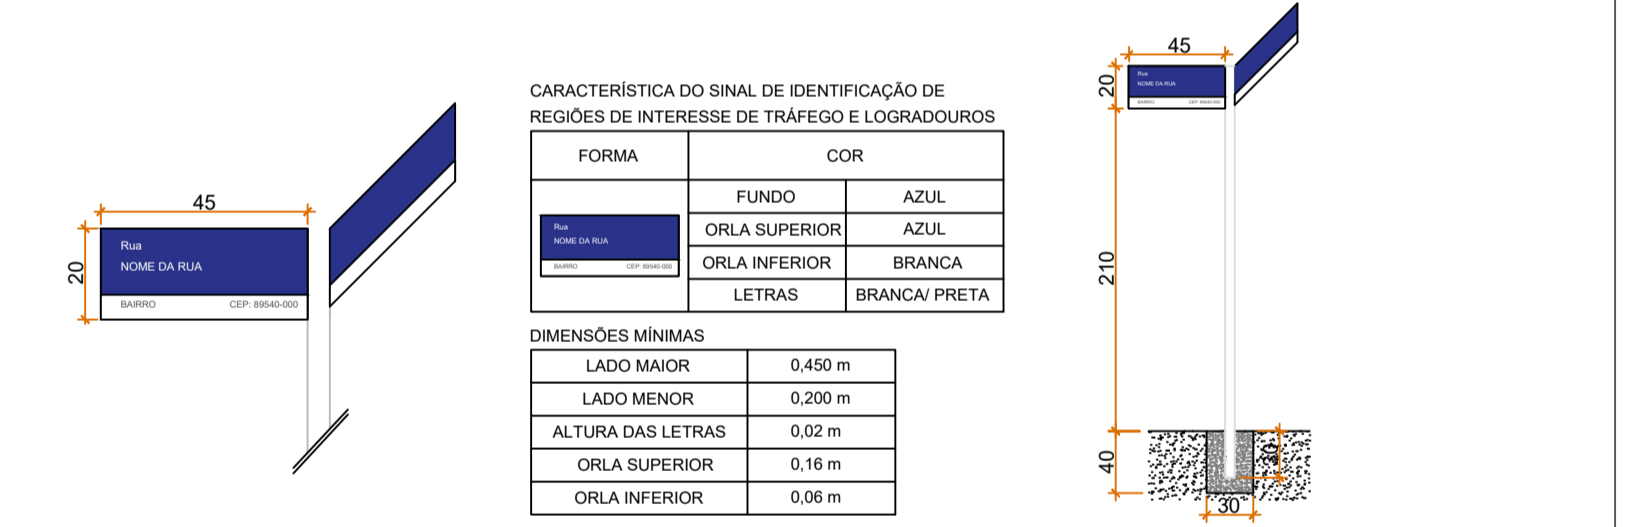 45
20
Rua
NOME DA RUA
BAIRRO CEP: 89540-000
CARACTERÍSTICA DO SINAL DE IDENTIFICAÇÃO DE
REGIÕES DE INTERESSE DE TRÁFEGO E LOGRADOUROS
FORMA COR
FUNDO AZUL
ORLA SUPERIOR AZUL
ORLA INFERIOR BRANCA
LETRAS BRANCA/ PRETA
Rua
NOME DA RUA
BAIRRO CEP: 89540-000
DIMENSÕES MÍNIMAS
LADO MAIOR 0,450 m
LADO MENOR 0,200 m
ALTURA DAS LETRAS 0,02 m
ORLA SUPERIOR 0,16 m
ORLA INFERIOR 0,06 m
45
20
Rua
NOME DA RUA
BAIRRO CEP: 89540-000
210
40
30
30